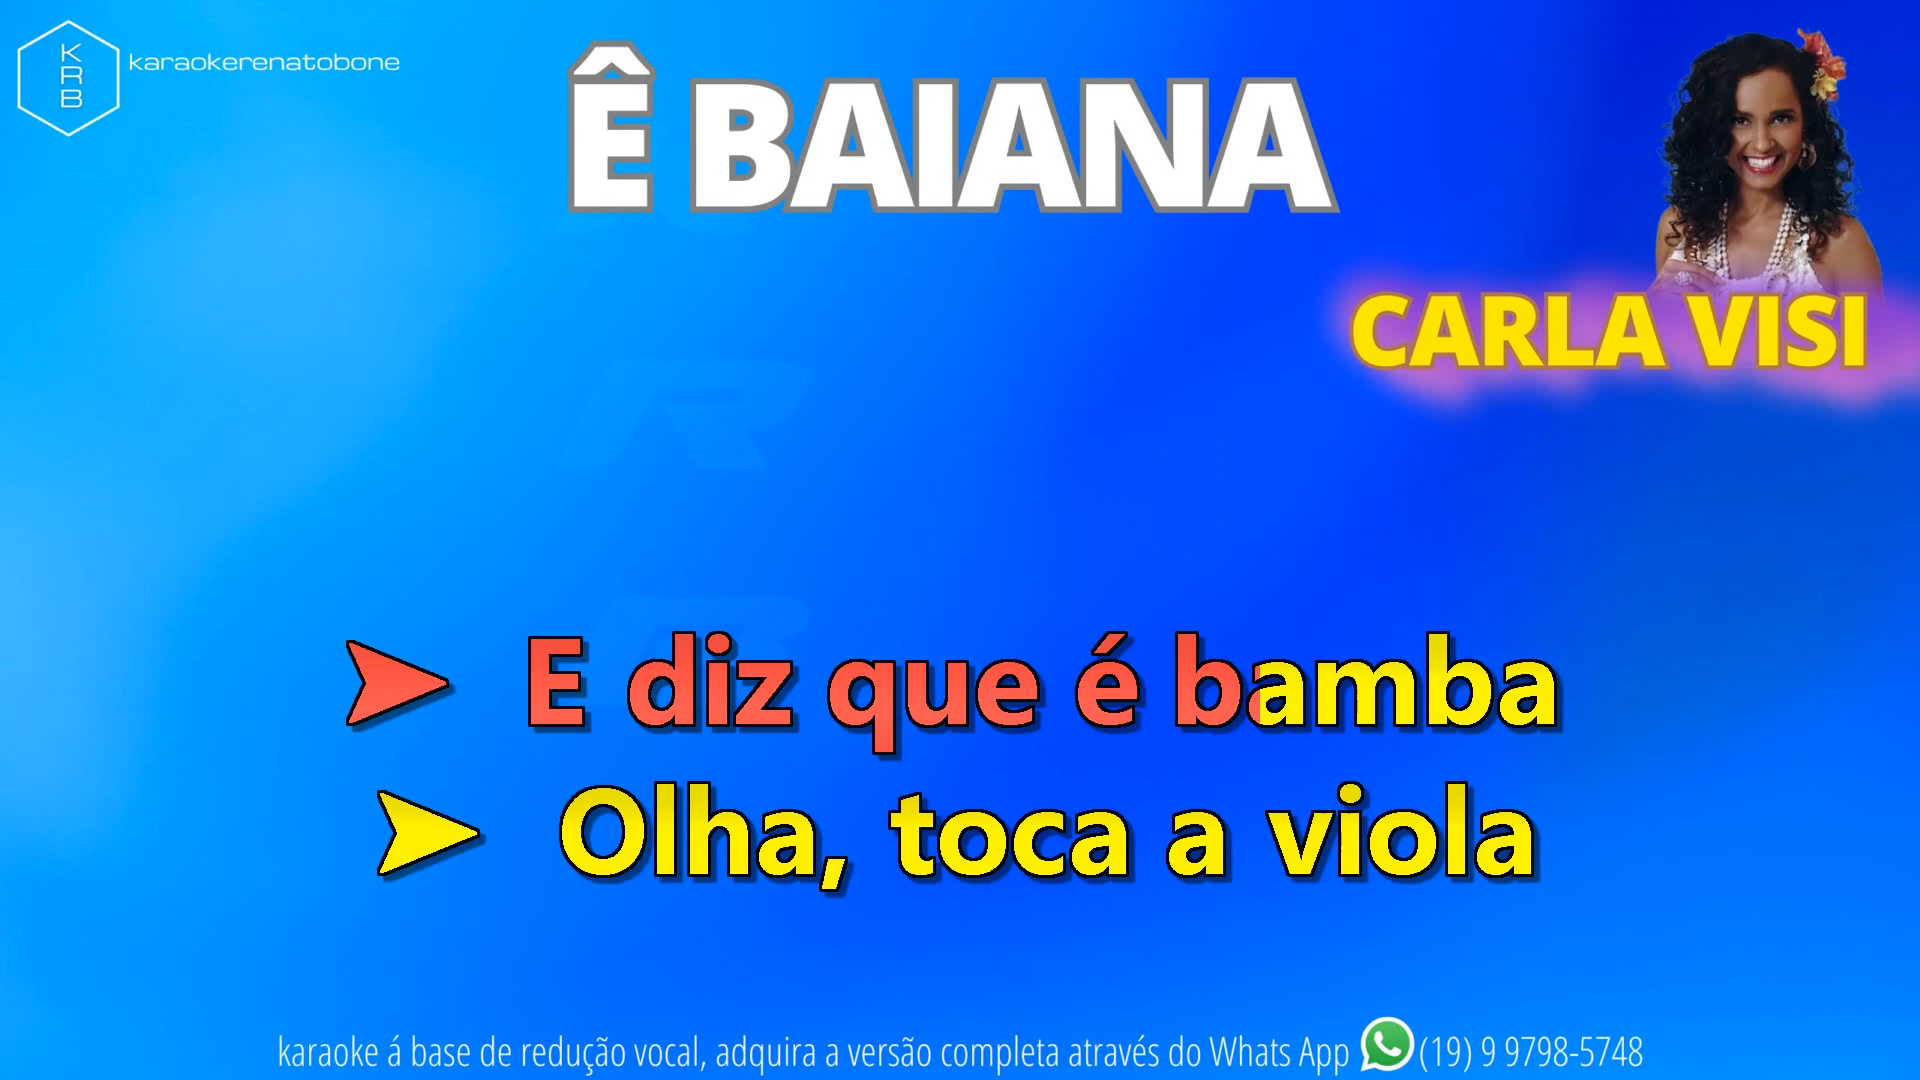 KRB
karaokerenatobone
Ê BAIANA
CARLA VISI
➤ E diz que é bamba
➤ Olha, toca a viola
karaoke á base de redução vocal, adquira a versão completa através do Whats App (19) 9 9798-5748